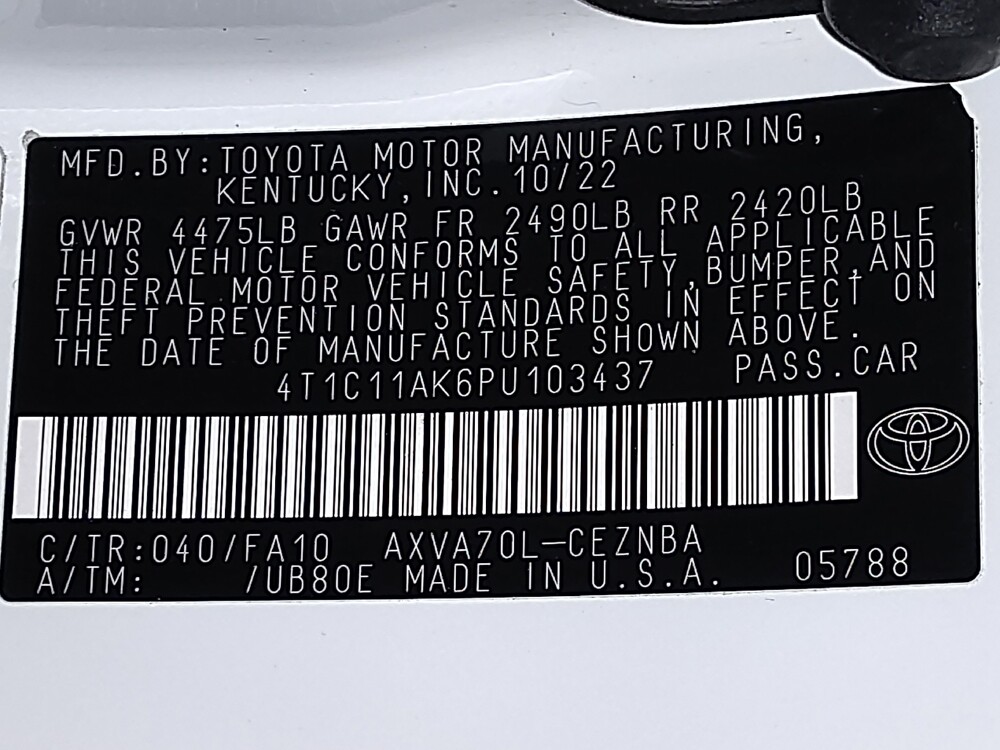 MFD.BY:TOYOTA MOTOR MANUFACTURING,
KENTUCKY,INC.10/22
GVWR 4475LB GAWR FR 2490LB RR 2420LB
THIS VEHICLE CONFORMS TO ALL APPLICABLE
FEDERAL MOTOR VEHICLE SAFETY,BUMPER,AND
THEFT PREVENTION STANDARDS IN EFFECT ON
THE DATE OF MANUFACTURE SHOWN ABOVE.
4T1C11AK6PU103437 PASS.CAR
C/TR:040/FA10 AXVA70L-CEZNBA
A/TM: /UB80E MADE IN U.S.A. 05788